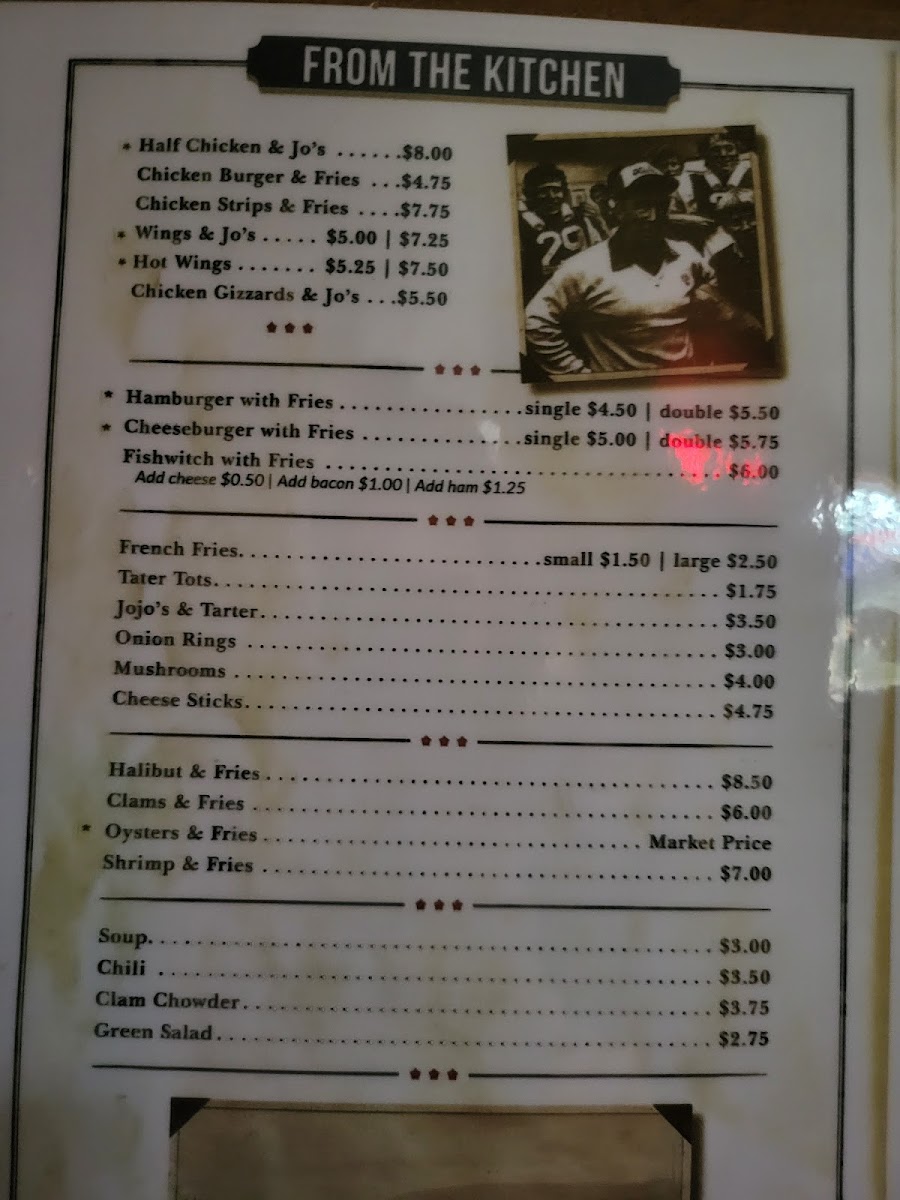 FROM THE KITCHEN
* Half Chicken & Jo's ......$8.00
Chicken Burger & Fries ...$4.75
Chicken Strips & Fries ....$7.75
* Wings & Jo's ..... $5.00 | $7.25
* Hot Wings ....... $5.25 | $7.50
Chicken Gizzards & Jo's ...$5.50
* Hamburger with Fries ................single $4.50 | double $5.50
* Cheeseburger with Fries ..............single $5.00 | double $5.75
Fishwitch with Fries ........................................ $6.00
Add cheese $0.50 | Add bacon $1.00 | Add ham $1.25
French Fries..............................small $1.50 | large $2.50
Tater Tots.................................................. $1.75
Jojo's & Tarter.............................................. $3.50
Onion Rings ............................................... $3.00
Mushrooms ................................................ $4.00
Cheese Sticks.............................................. $4.75
Halibut & Fries............................................. $8.50
Clams & Fries .............................................. $6.00
* Oysters & Fries...................................... Market Price
Shrimp & Fries ............................................. $7.00
Soup....................................................... $3.00
Chili ...................................................... $3.50
Clam Chowder.............................................. $3.75
Green Salad................................................ $2.75
29